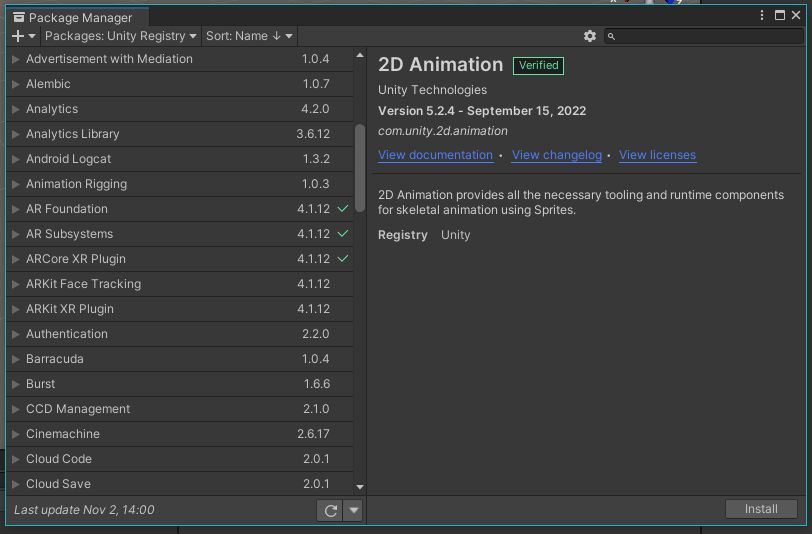 Package Manager
Packages: Unity Registry Sort: Name ↓
Advertisement with Mediation 1.0.4
Alembic 1.0.7
Analytics 4.2.0
Analytics Library 3.6.12
Android Logcat 1.3.2
Animation Rigging 1.0.3
AR Foundation 4.1.12 ✓
AR Subsystems 4.1.12 ✓
ARCore XR Plugin 4.1.12 ✓
ARKit Face Tracking 4.1.12
ARKit XR Plugin 4.1.12
Authentication 2.2.0
Barracuda 1.0.4
Burst 1.6.6
CCD Management 2.1.0
Cinemachine 2.6.17
Cloud Code 2.0.1
Cloud Save 2.0.1
Last update Nov 2, 14:00
2D Animation Verified
Unity Technologies
Version 5.2.4 - September 15, 2022
com.unity.2d.animation
View documentation • View changelog • View licenses
2D Animation provides all the necessary tooling and runtime components
for skeletal animation using Sprites.
Registry Unity
Install